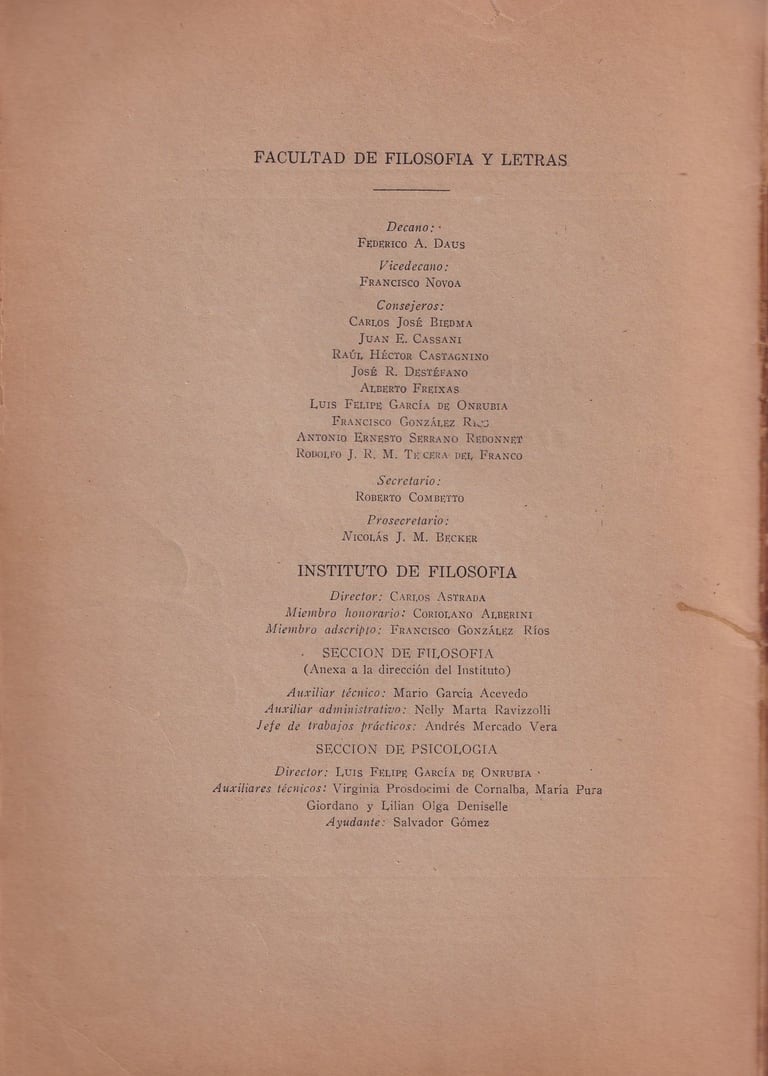 FACULTAD DE FILOSOFIA Y LETRAS
Decano:
FEDERICO A. DAUS
Vicedecano:
FRANCISCO NOVOA
Consejeros:
CARLOS JOSÉ BIEDMA
JUAN E. CASSANI
RAÚL HÉCTOR CASTAGNINO
JOSÉ R. DESTÉFANO
ALBERTO FREIXAS
LUIS FELIPE GARCÍA DE ONRUBIA
FRANCISCO GONZÁLEZ
ANTONIO ERNESTO SERRANO REDONNET
RODOLFO J. R. M. TERCERA DEL FRANCO
Secretario:
ROBERTO COMBETTO
Prosecretario:
NICOLÁS J. M. BECKER
INSTITUTO DE FILOSOFIA
Director: CARLOS ASTRADA
Miembro honorario: CORIOLANO ALBERINI
Miembro adscripto: FRANCISCO GONZÁLEZ RÍOS
SECCION DE FILOSOFIA
(Anexa a la dirección del Instituto)
Auxiliar técnico: Mario García Acevedo
Auxiliar administrativo: Nelly Marta Ravizzolli
Jefe de trabajos prácticos: Andrés Mercado Vera
SECCION DE PSICOLOGIA
Director: LUIS FELIPE GARCÍA DE ONRUBIA
Auxiliares técnicos: Virginia Prosdocimi de Cornalba, María Pura
Giordano y Lilian Olga Deniselle
Ayudante: Salvador Gómez